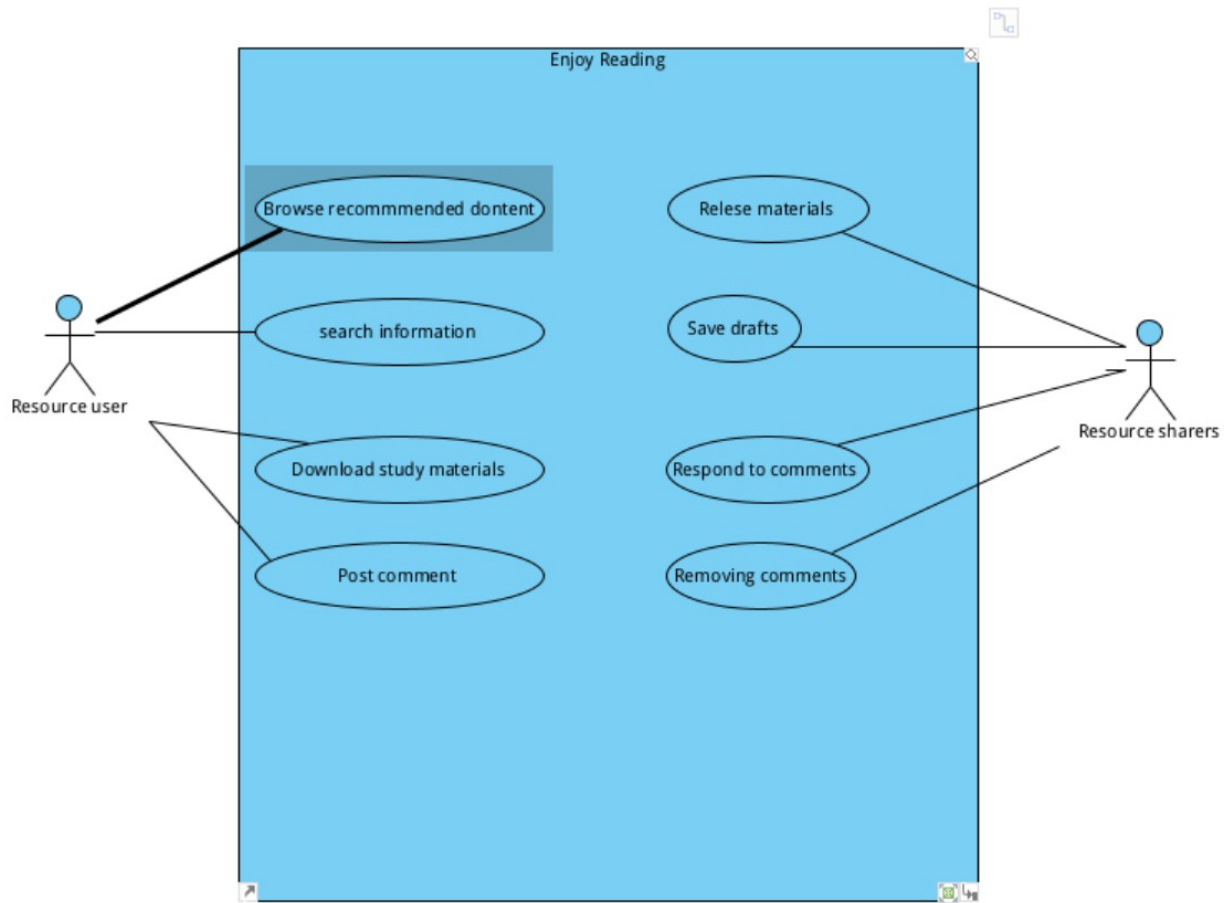 Enjoy Reading
Browse recommmended dontent
Relese materials
search information
Save drafts
Resource user
Resource sharers
Download study materials
Respond to comments
Post comment
Removing comments